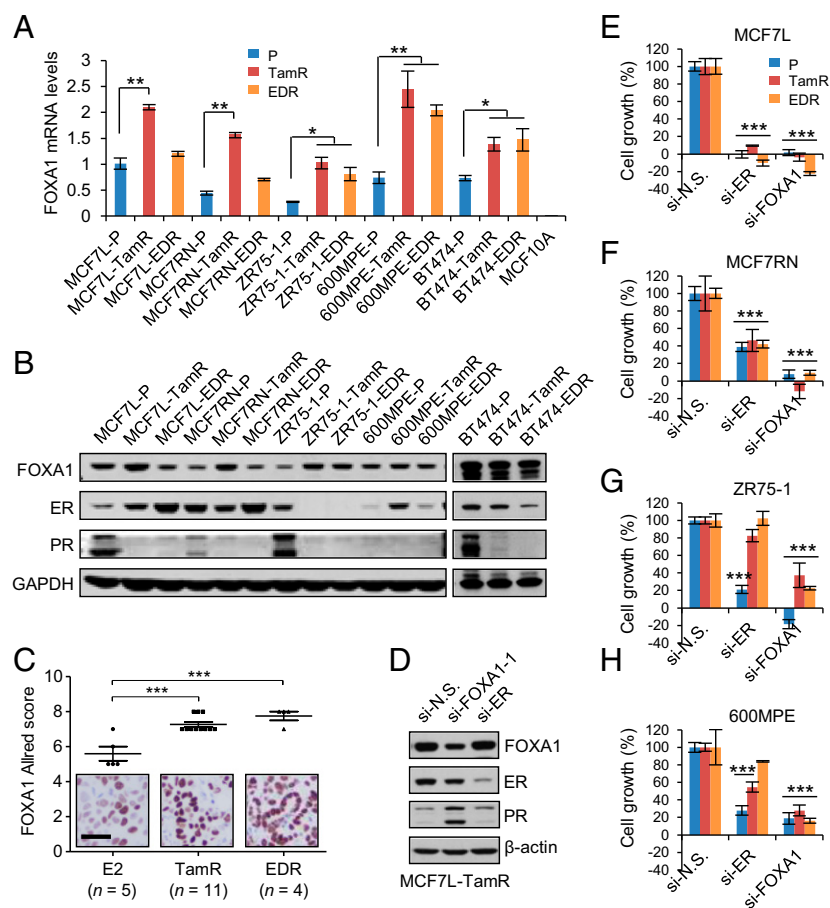 A
FOXA1 mRNA levels
3
2.5
2
1.5
1
0.5
0
P
TamR
EDR
**
**
*
**
*
MCF7L-P
MCF7L-TamR
MCF7L-EDR
MCF7RN-P
MCF7RN-TamR
MCF7RN-EDR
ZR75-1-P
ZR75-1-TamR
ZR75-1-EDR
600MPE-P
600MPE-TamR
600MPE-EDR
BT474-P
BT474-TamR
BT474-EDR
MCF10A
B
MCF7L-P
MCF7L-TamR
MCF7L-EDR
MCF7RN-P
MCF7RN-TamR
MCF7RN-EDR
ZR75-1-P
ZR75-1-TamR
ZR75-1-EDR
600MPE-P
600MPE-TamR
600MPE-EDR
BT474-P
BT474-TamR
BT474-EDR
FOXA1
ER
PR
GAPDH
C
FOXA1 Allred score
10
8
6
4
2
0
***
***
E2
(n = 5)
TamR
(n = 11)
EDR
(n = 4)
D
si-N.S.
si-FOXA1-1
si-ER
FOXA1
ER
PR
β-actin
MCF7L-TamR
E
MCF7L
Cell growth (%)
120
100
80
60
40
20
0
-20
-40
P
TamR
EDR
***
***
si-N.S.
si-ER
si-FOXA1
F
MCF7RN
Cell growth (%)
120
100
80
60
40
20
0
-20
-40
***
***
si-N.S.
si-ER
si-FOXA1
G
ZR75-1
Cell growth (%)
120
100
80
60
40
20
0
-20
-40
***
***
si-N.S.
si-ER
si-FOXA1
H
600MPE
Cell growth (%)
120
100
80
60
40
20
0
***
***
si-N.S.
si-ER
si-FOXA1